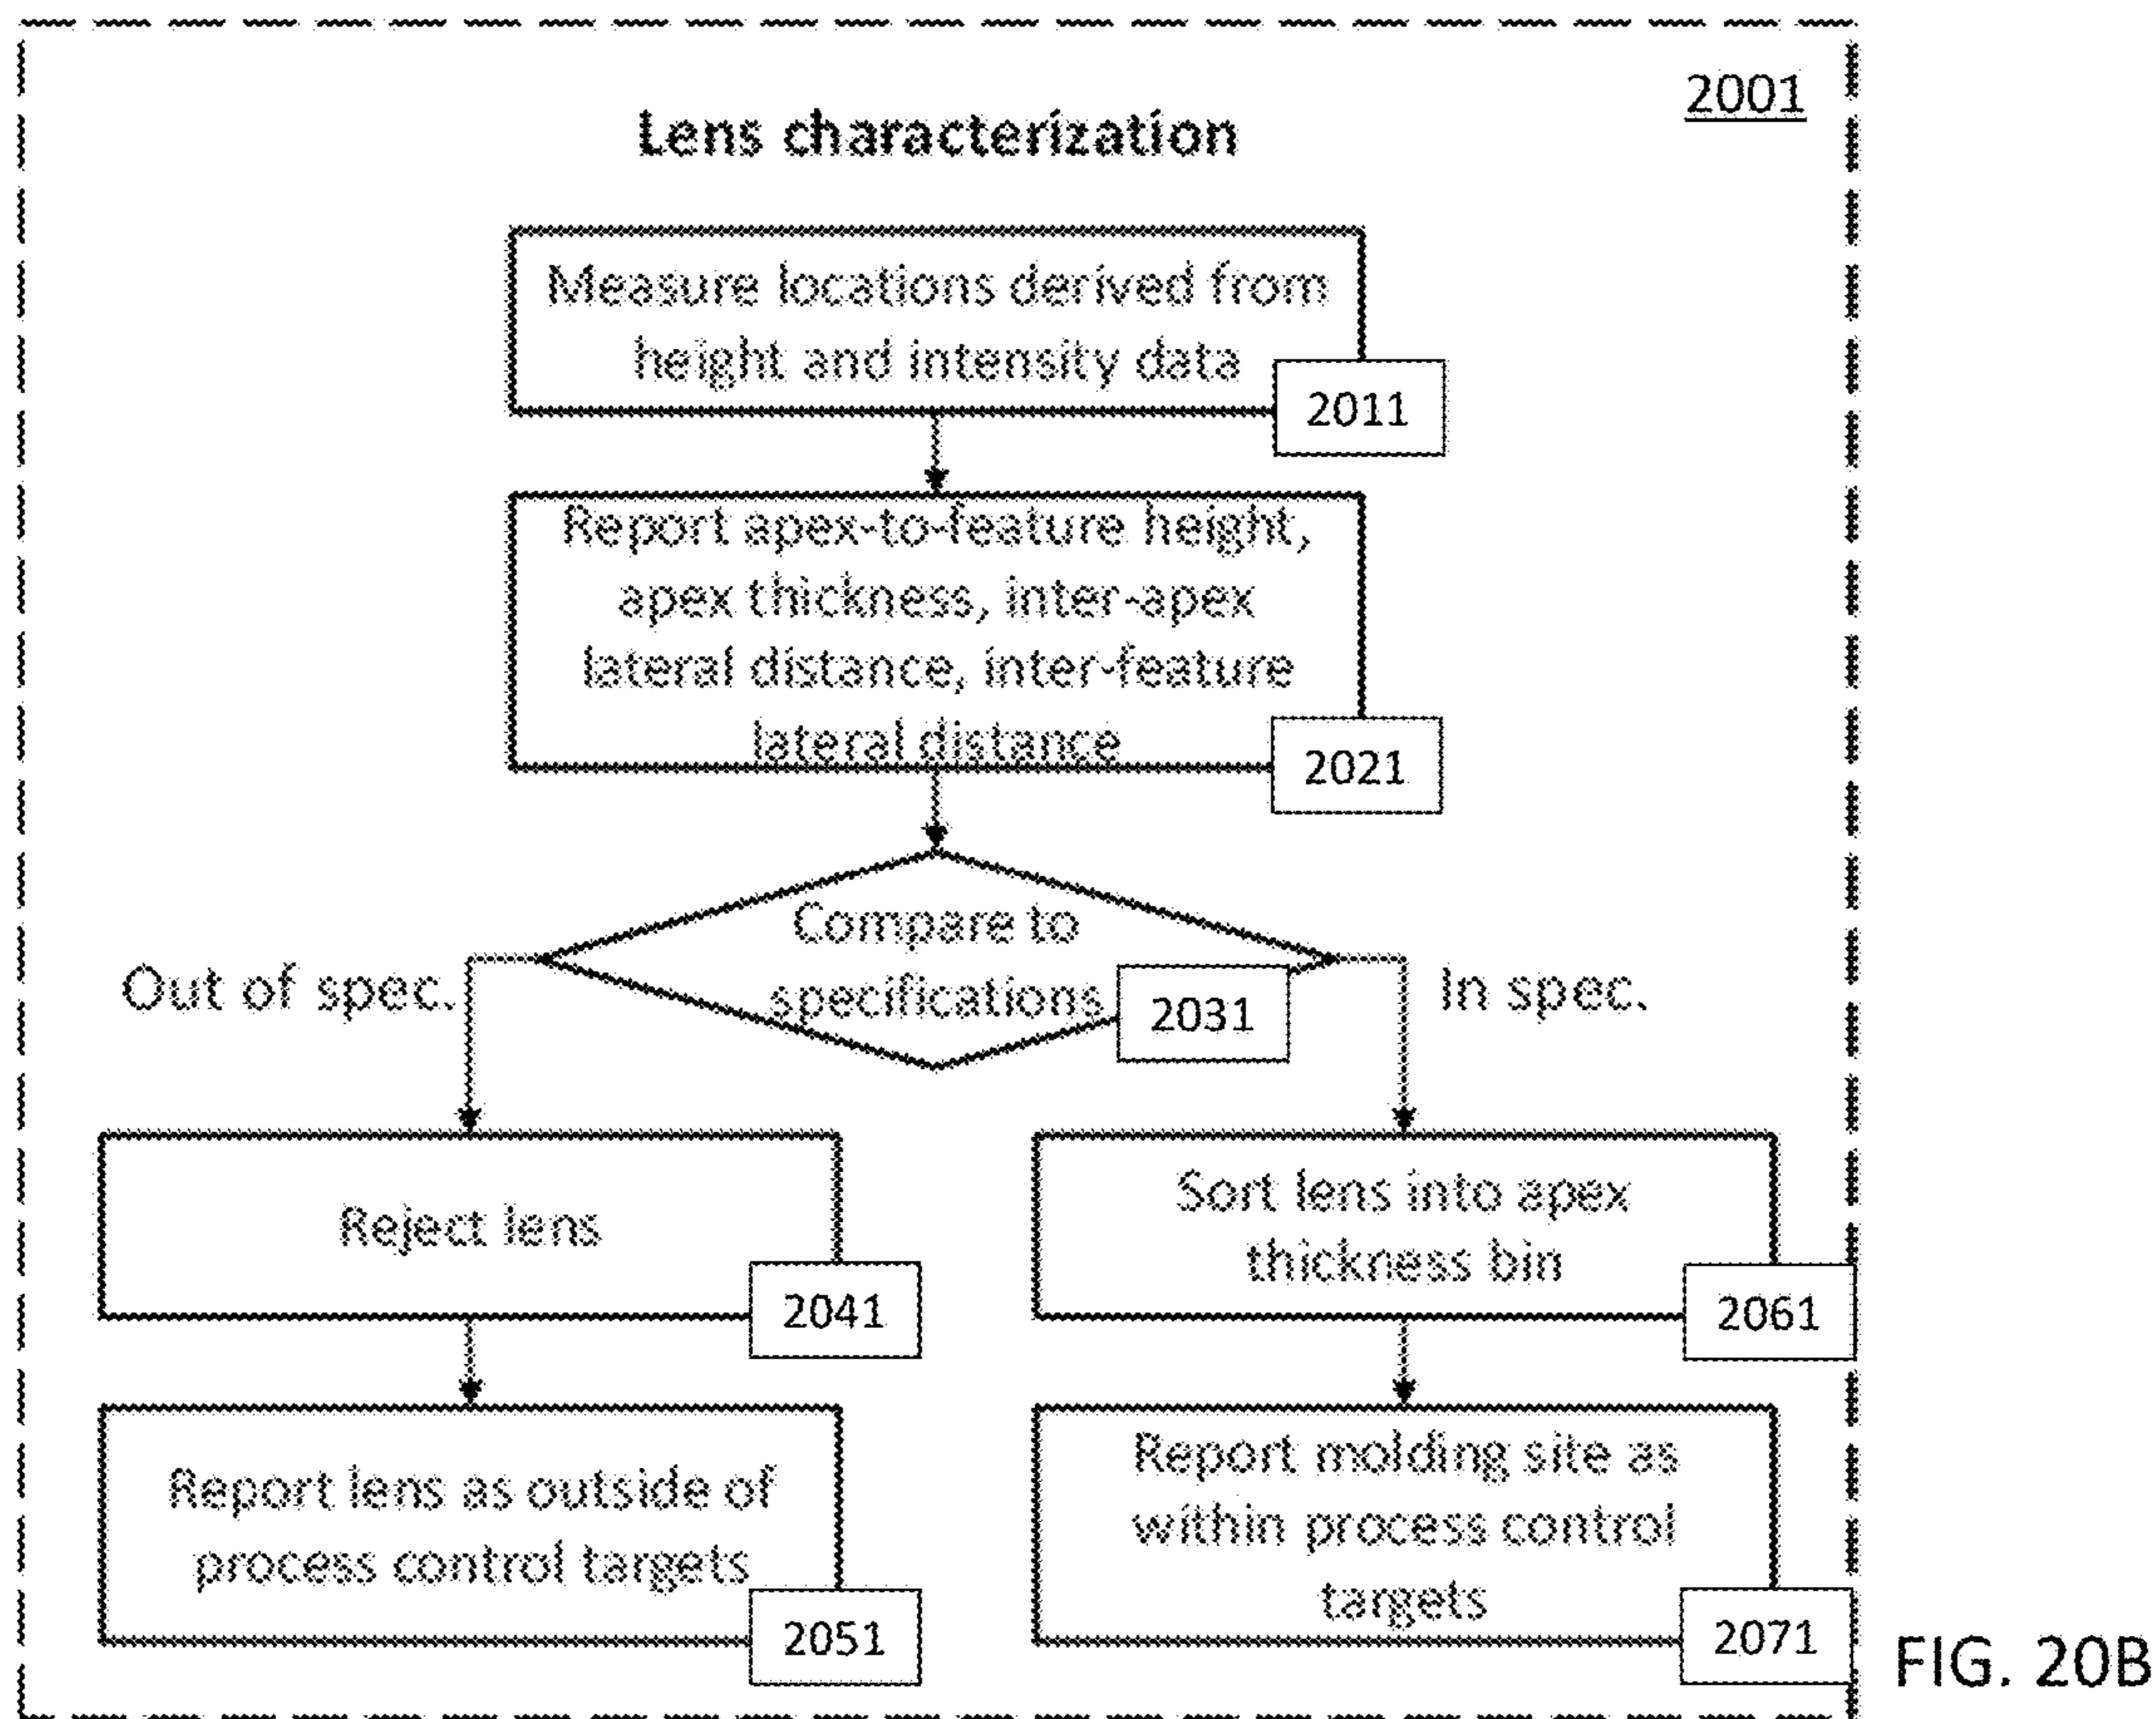 2001
Lens characterization
Measure locations derived from
height and intensity data
2011
Report apex-to-feature height,
apex thickness, inter-apex
lateral distance, inter-feature
lateral distance
2021
Compare to
specifications
2031
Out of spec.
In spec.
Reject lens
2041
Sort lens into apex
thickness bin
2061
Report lens as outside of
process control targets
2051
Report molding site as
within process control
targets
2071
FIG. 20B